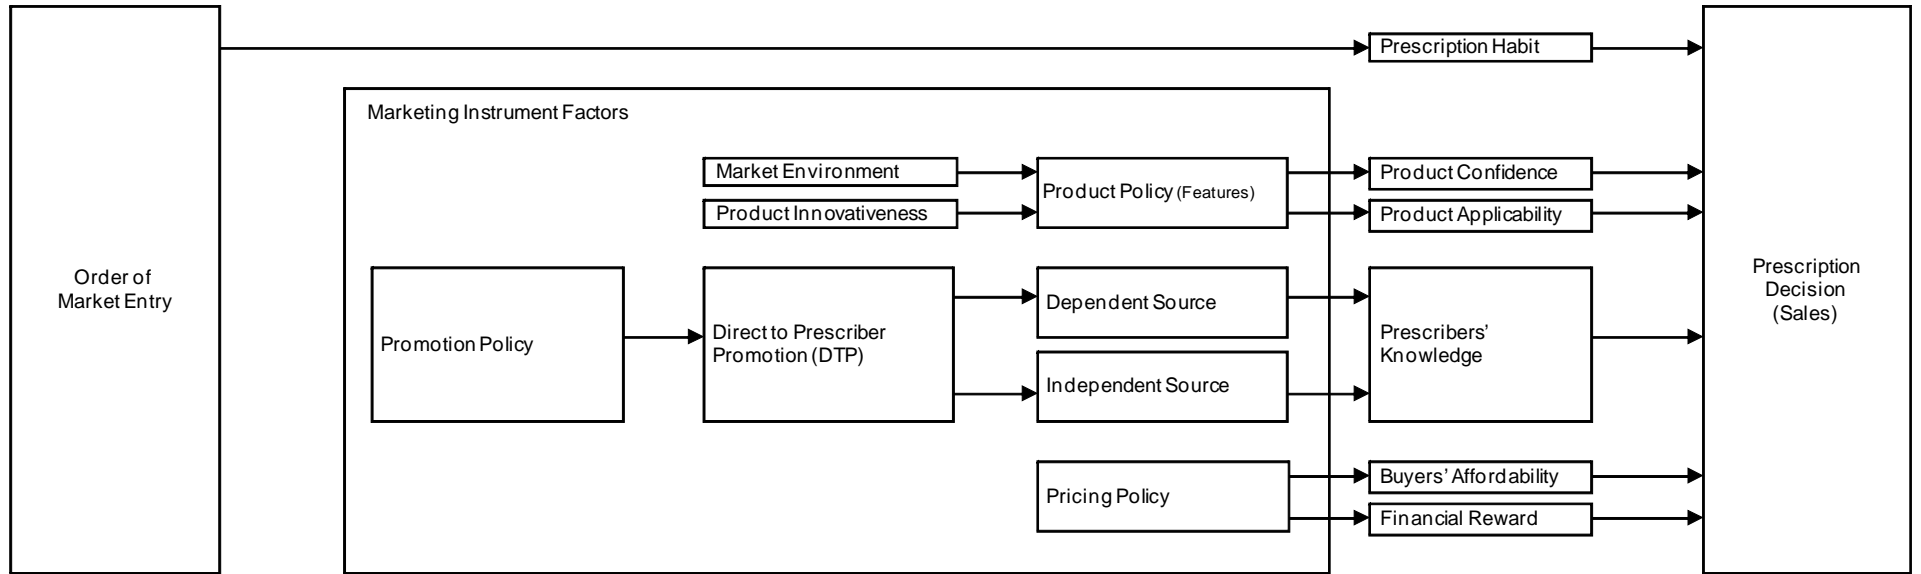 Order of
Market Entry
Prescription Habit
Marketing Instrument Factors
Market Environment
Product Innovativeness
Product Policy (Features)
Product Confidence
Product Applicability
Promotion Policy
Direct to Prescriber
Promotion (DTP)
Dependent Source
Independent Source
Prescribers'
Knowledge
Pricing Policy
Buyers' Affordability
Financial Reward
Prescription
Decision
(Sales)